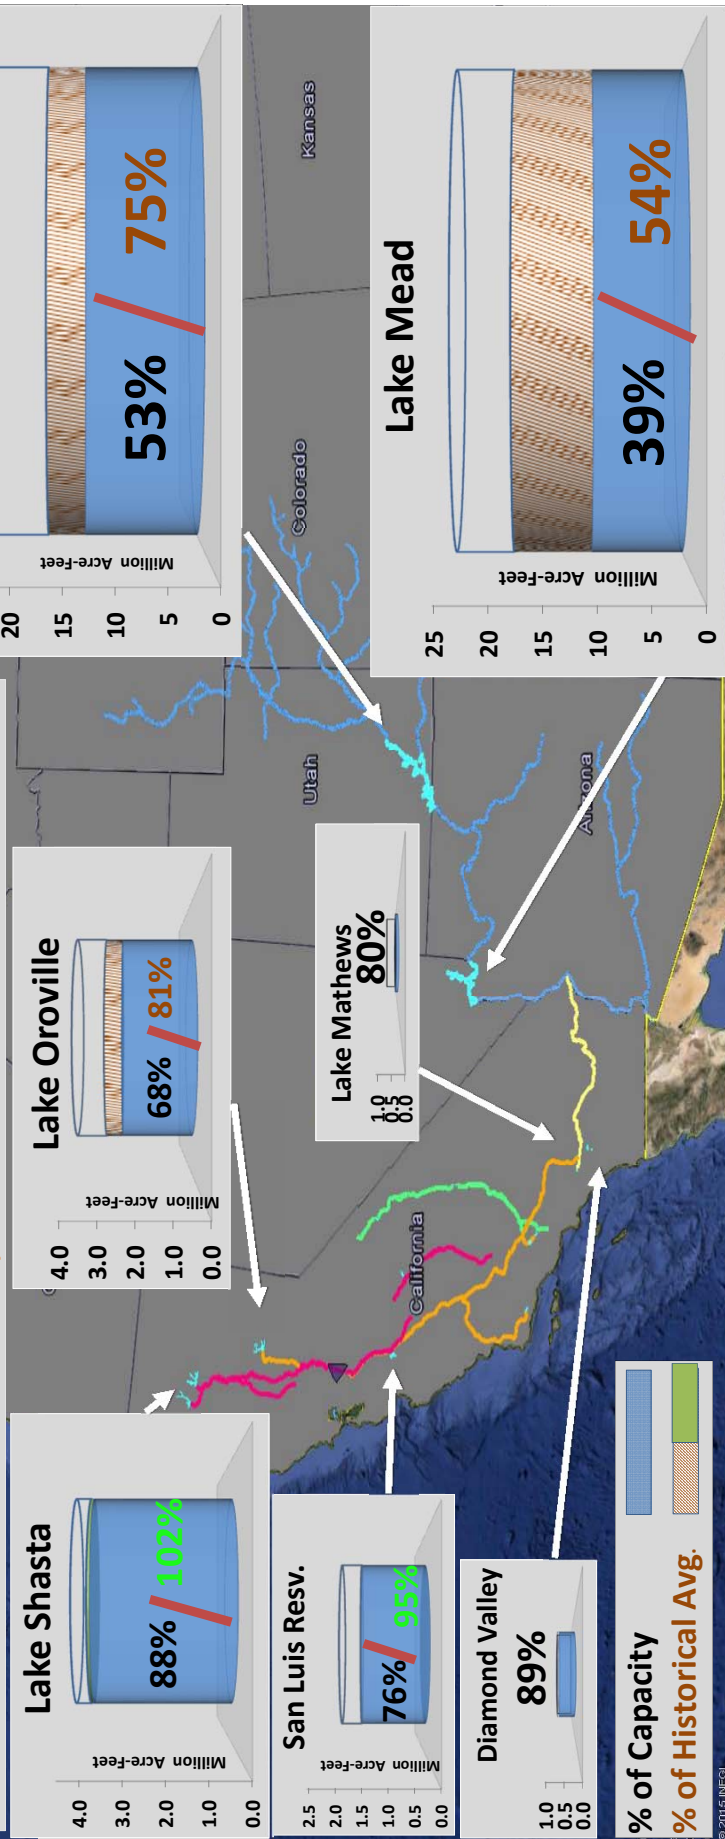 Lake Shasta
4.0
3.0
2.0
1.0
0.0
Million Acre-Feet
88%
102%
San Luis Resv.
2.5
2.0
1.5
1.0
0.5
0.0
76%
95%
Diamond Valley
1.0
0.5
0.0
89%
% of Capacity
% of Historical Avg.
Lake Oroville
4.0
3.0
2.0
1.0
0.0
Million Acre-Feet
68%
81%
Lake Mathews
1.0
0.5
0.0
80%
California
Utah
Colorado
Kansas
Arizona
20
15
10
5
0
Million Acre-Feet
53%
75%
Lake Mead
25
20
15
10
5
0
Million Acre-Feet
39%
54%
© 2015 INEGI